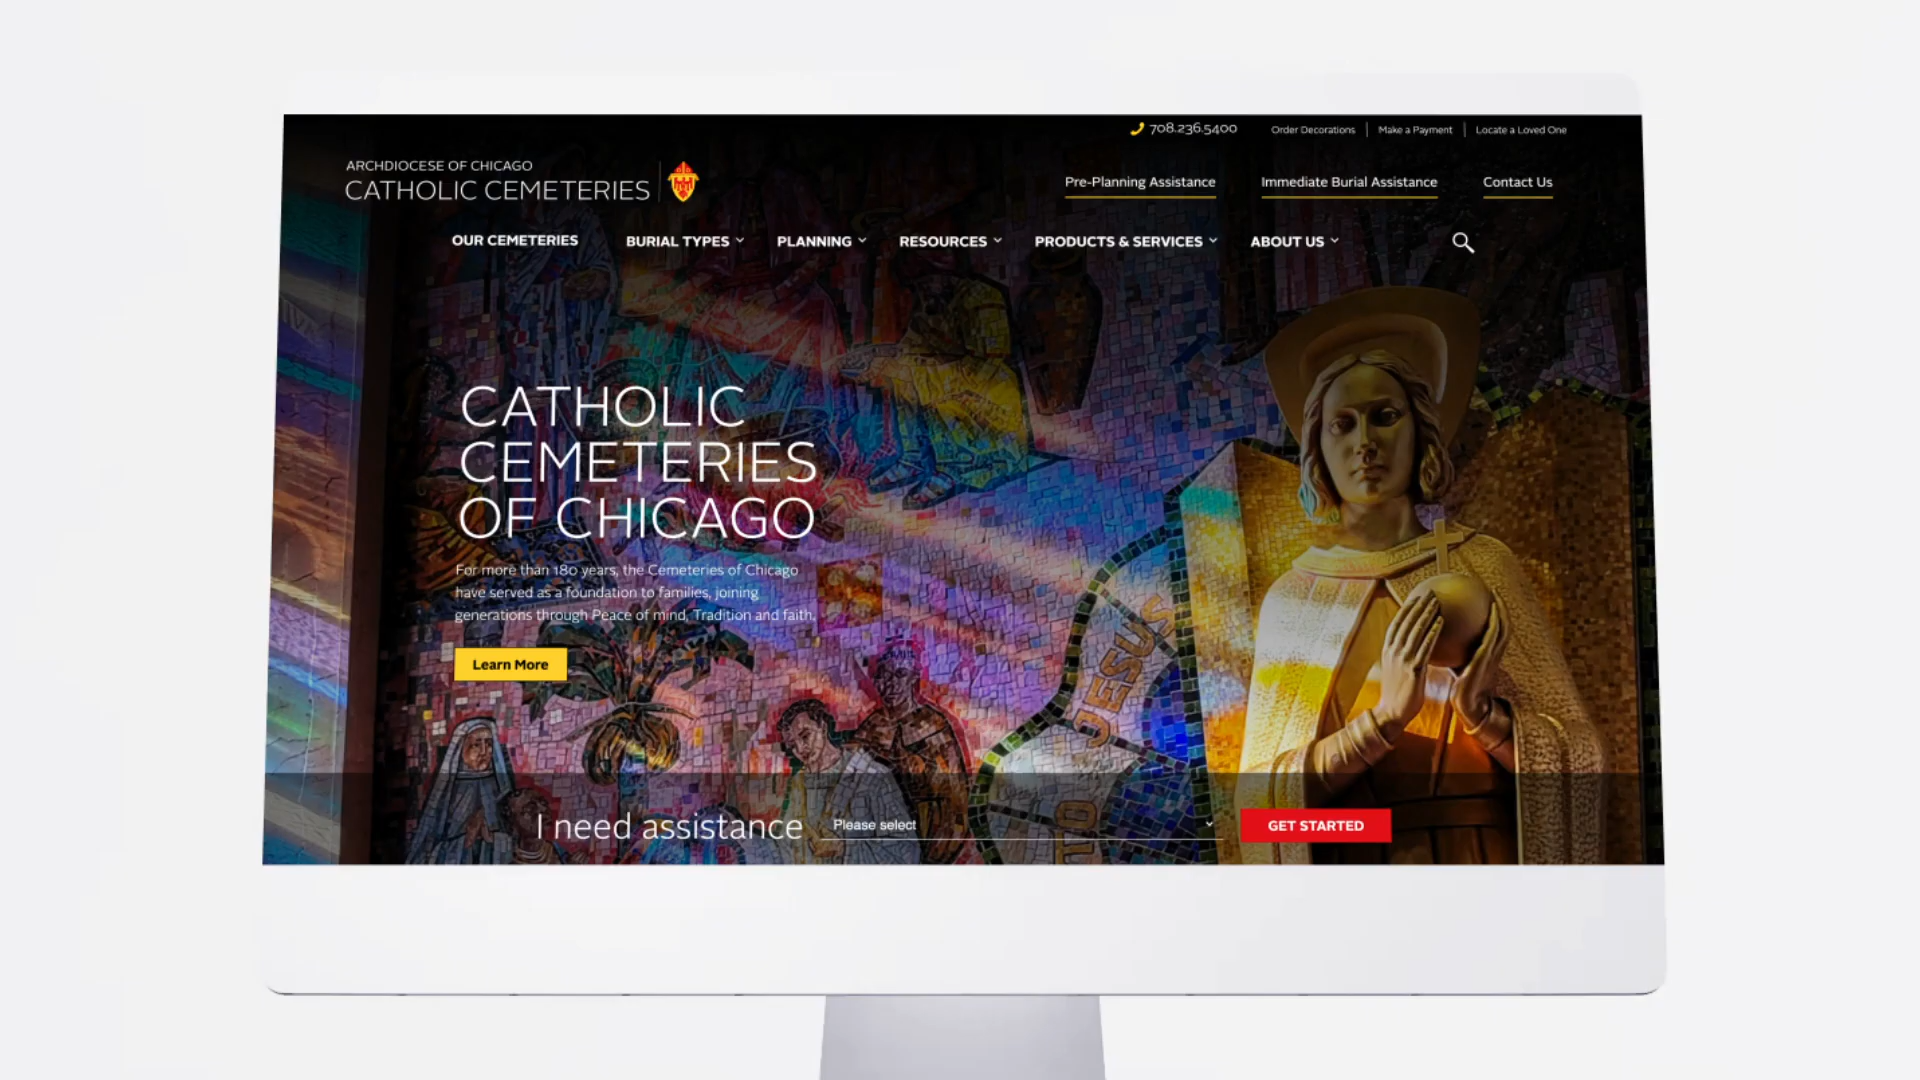 708.236.5400
Order Decorations
Make a Payment
Locate a Loved One
ARCHDIOCESE OF CHICAGO
CATHOLIC CEMETERIES
Pre-Planning Assistance
Immediate Burial Assistance
Contact Us
OUR CEMETERIES
BURIAL TYPES
PLANNING
RESOURCES
PRODUCTS & SERVICES
ABOUT US
CATHOLIC
CEMETERIES
OF CHICAGO
For more than 180 years, the Cemeteries of Chicago
have served as a foundation to families, joining
generations through Peace of mind, Tradition and faith.
Learn More
JESUS
I need assistance
Please select
GET STARTED